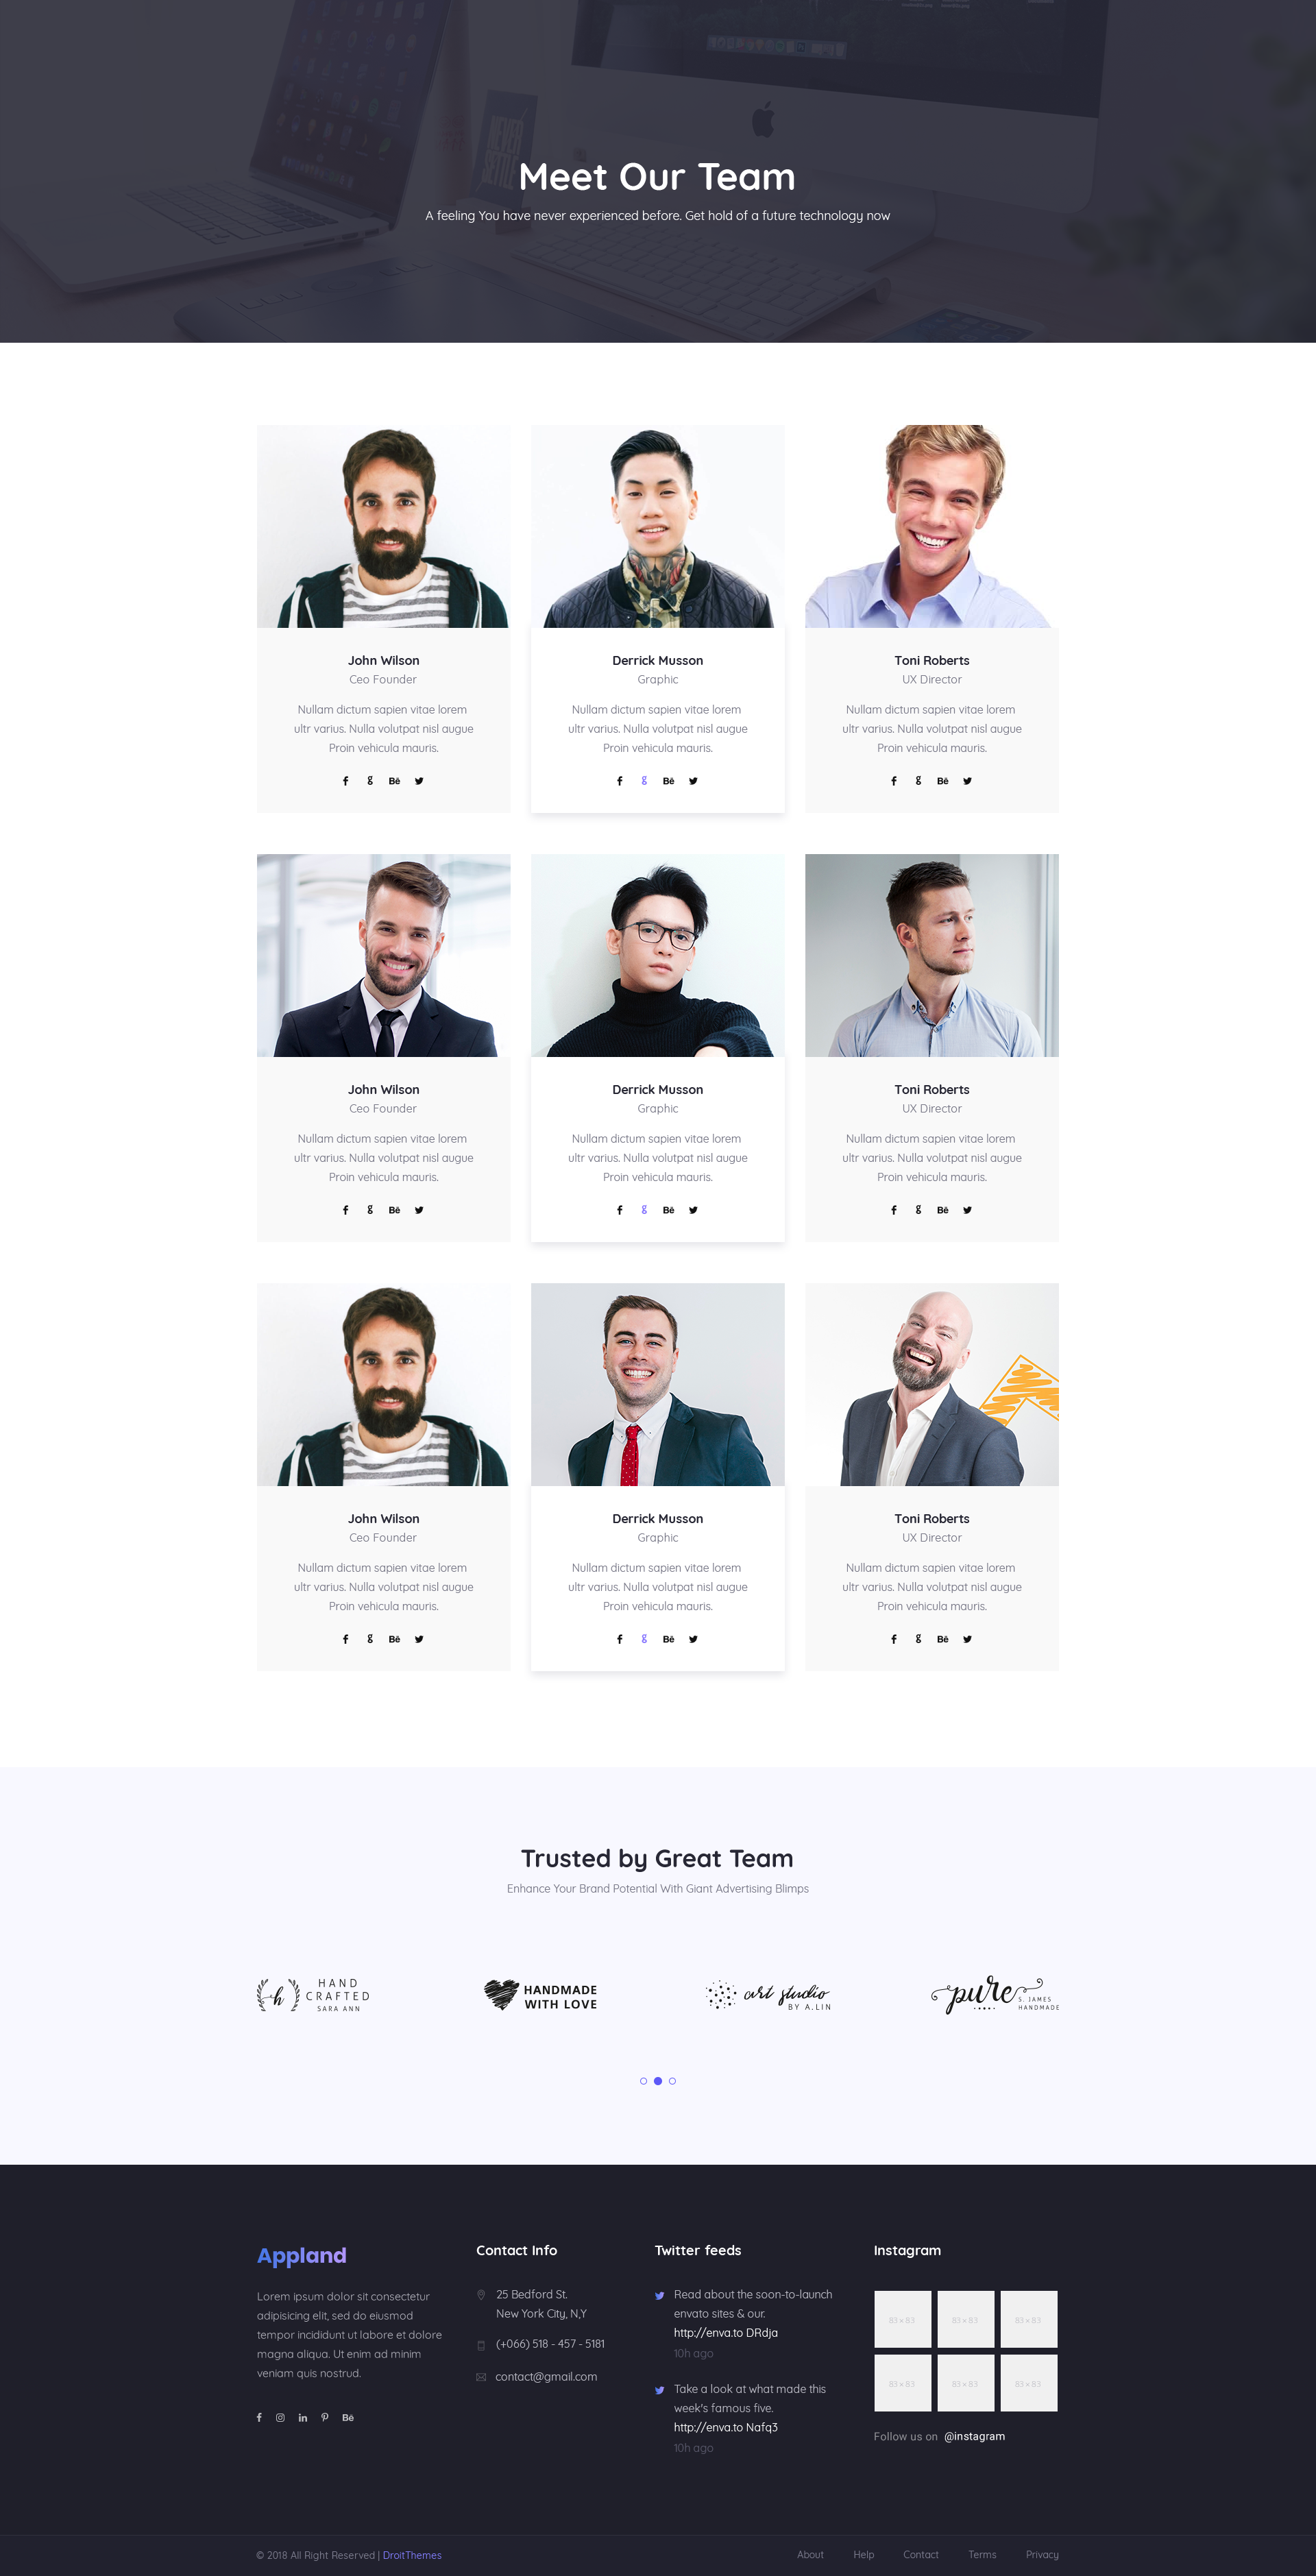 NEVER
SETTLE
Meet Our Team
A feeling You have never experienced before. Get hold of a future technology now
John Wilson
Ceo Founder
Nullam dictum sapien vitae lorem
ultr varius. Nulla volutpat nisl augue
Proin vehicula mauris.
Bē
Derrick Musson
Graphic
Nullam dictum sapien vitae lorem
ultr varius. Nulla volutpat nisl augue
Proin vehicula mauris.
Bē
Toni Roberts
UX Director
Nullam dictum sapien vitae lorem
ultr varius. Nulla volutpat nisl augue
Proin vehicula mauris.
Bē
John Wilson
Ceo Founder
Nullam dictum sapien vitae lorem
ultr varius. Nulla volutpat nisl augue
Proin vehicula mauris.
Bē
Derrick Musson
Graphic
Nullam dictum sapien vitae lorem
ultr varius. Nulla volutpat nisl augue
Proin vehicula mauris.
Bē
Toni Roberts
UX Director
Nullam dictum sapien vitae lorem
ultr varius. Nulla volutpat nisl augue
Proin vehicula mauris.
Bē
John Wilson
Ceo Founder
Nullam dictum sapien vitae lorem
ultr varius. Nulla volutpat nisl augue
Proin vehicula mauris.
Bē
Derrick Musson
Graphic
Nullam dictum sapien vitae lorem
ultr varius. Nulla volutpat nisl augue
Proin vehicula mauris.
Bē
Toni Roberts
UX Director
Nullam dictum sapien vitae lorem
ultr varius. Nulla volutpat nisl augue
Proin vehicula mauris.
Bē
Trusted by Great Team
Enhance Your Brand Potential With Giant Advertising Blimps
h
HAND
CRAFTED
SARA ANN
HANDMADE
WITH LOVE
art studio
BY A.LIN
pure
S. JAMES
HANDMADE
Appland
Lorem ipsum dolor sit consectetur
adipisicing elit, sed do eiusmod
tempor incididunt ut labore et dolore
magna aliqua. Ut enim ad minim
veniam quis nostrud.
Bē
Contact Info
25 Bedford St.
New York City, N,Y
(+066) 518 - 457 - 5181
contact@gmail.com
Twitter feeds
Read about the soon-to-launch
envato sites & our.
http://enva.to DRdja
10h ago
Take a look at what made this
week's famous five.
http://enva.to Nafq3
10h ago
Instagram
83×83
83×83
83×83
83×83
83×83
83×83
Follow us on @instagram
© 2018 All Right Reserved | DroitThemes
About
Help
Contact
Terms
Privacy